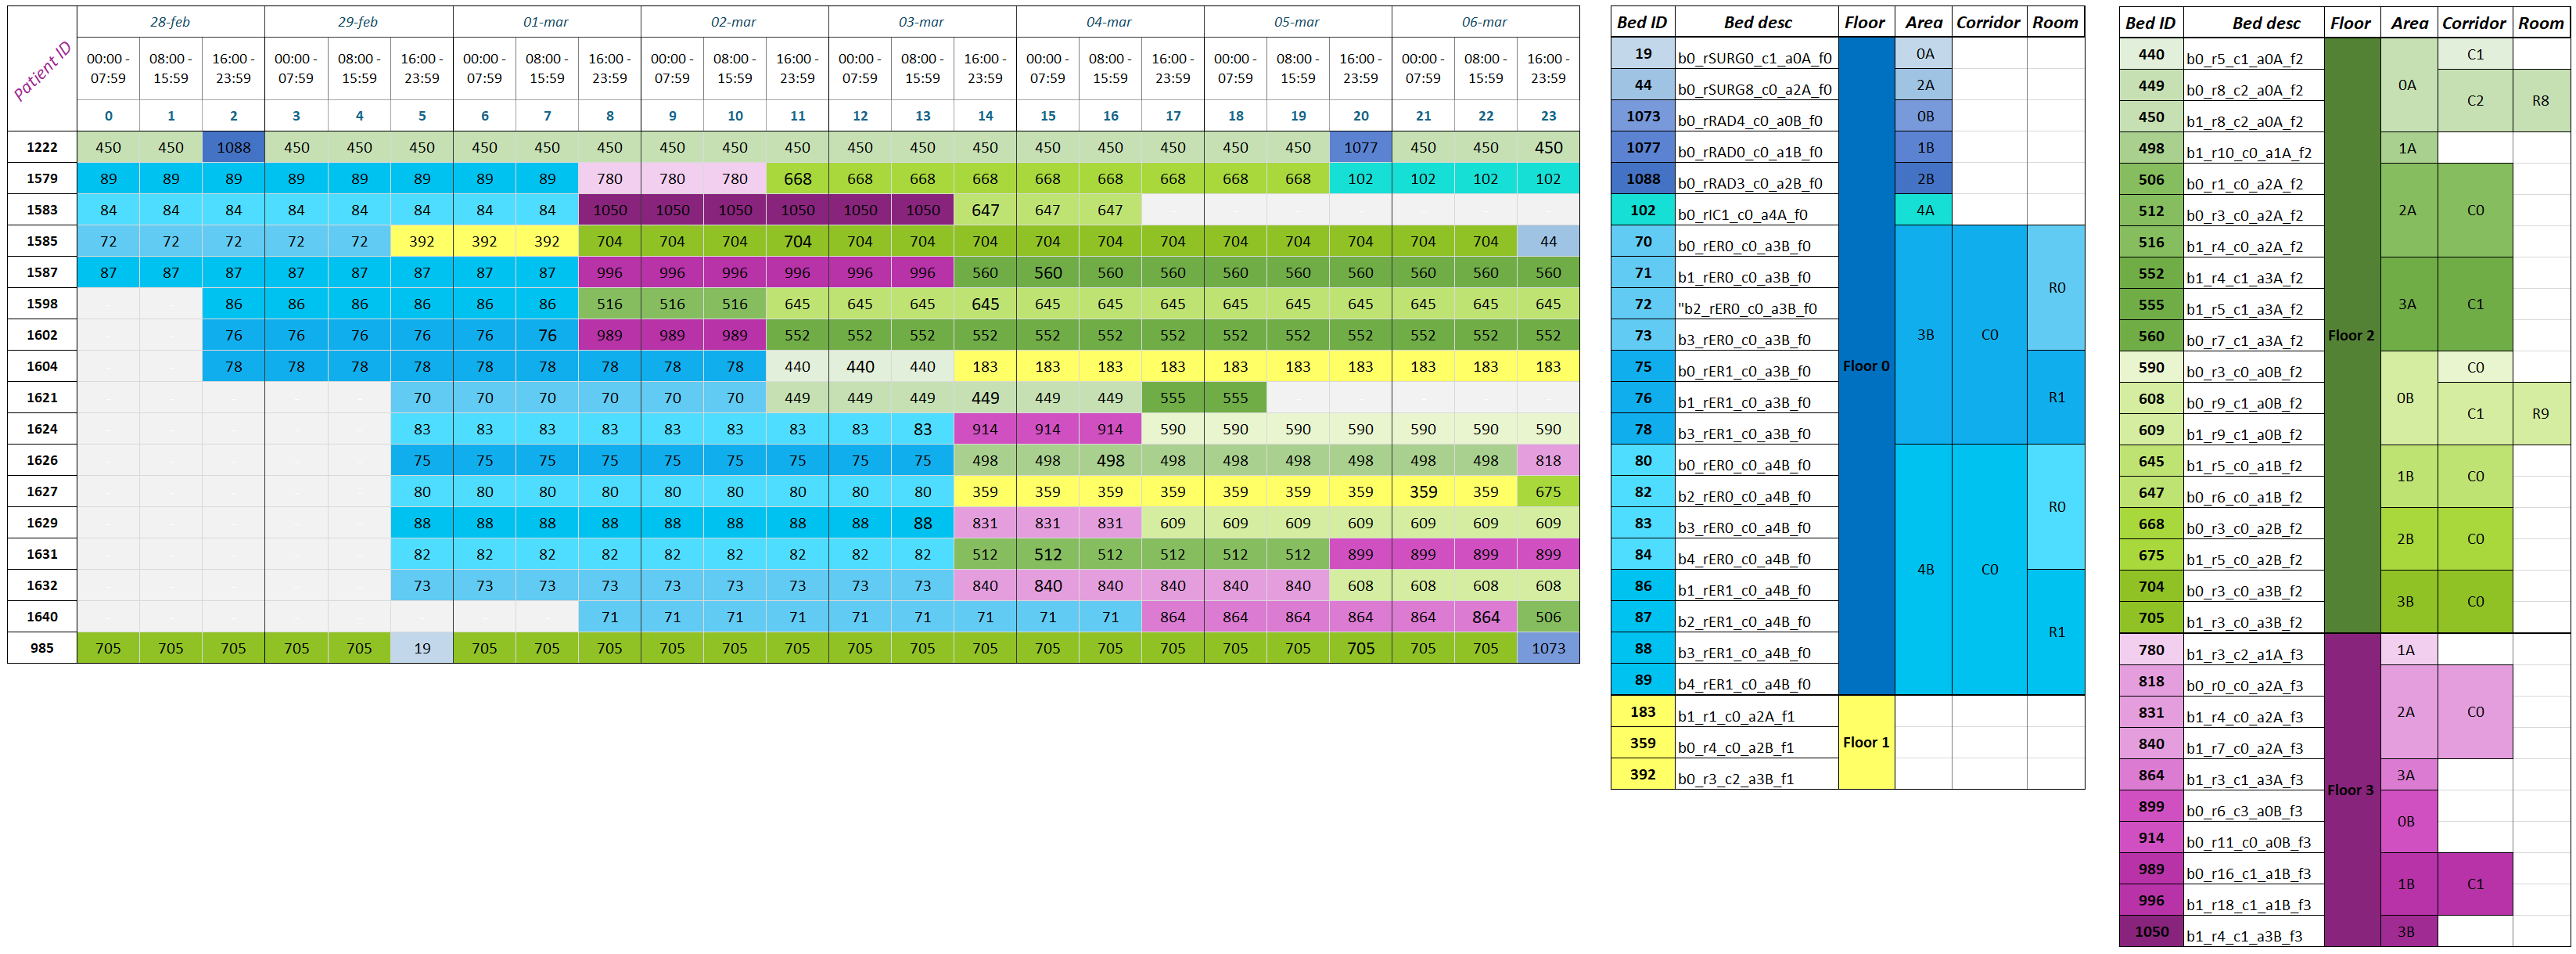 28-feb 29-feb 01-mar 02-mar 03-mar 04-mar 05-mar 06-mar
Patient ID
00:00 - 07:59 08:00 - 15:59 16:00 - 23:59 00:00 - 07:59 08:00 - 15:59 16:00 - 23:59 00:00 - 07:59 08:00 - 15:59 16:00 - 23:59 00:00 - 07:59 08:00 - 15:59 16:00 - 23:59 00:00 - 07:59 08:00 - 15:59 16:00 - 23:59 00:00 - 07:59 08:00 - 15:59 16:00 - 23:59 00:00 - 07:59 08:00 - 15:59 16:00 - 23:59 00:00 - 07:59 08:00 - 15:59 16:00 - 23:59
0 1 2 3 4 5 6 7 8 9 10 11 12 13 14 15 16 17 18 19 20 21 22 23
1222 450 450 1088 450 450 450 450 450 450 450 450 450 450 450 450 450 450 450 450 450 1077 450 450 450
1579 89 89 89 89 89 89 89 89 780 780 780 668 668 668 668 668 668 668 668 668 102 102 102 102
1583 84 84 84 84 84 84 84 84 1050 1050 1050 1050 1050 1050 647 647 647 - - - - - -
1585 72 72 72 72 72 392 392 392 704 704 704 704 704 704 704 704 704 704 704 704 704 704 704 44
1587 87 87 87 87 87 87 87 87 996 996 996 996 996 996 560 560 560 560 560 560 560 560 560 560
1598 - - 86 86 86 86 86 86 516 516 516 645 645 645 645 645 645 645 645 645 645 645 645 645
1602 - - 76 76 76 76 76 76 989 989 989 552 552 552 552 552 552 552 552 552 552 552 552 552
1604 - - 78 78 78 78 78 78 78 78 78 440 440 440 183 183 183 183 183 183 183 183 183 183
1621 - - - - - 70 70 70 70 70 70 449 449 449 449 449 449 555 555 - - - - -
1624 - - - - - 83 83 83 83 83 83 83 83 83 914 914 914 590 590 590 590 590 590 590
1626 - - - - - 75 75 75 75 75 75 75 75 75 498 498 498 498 498 498 498 498 498 818
1627 - - - - - 80 80 80 80 80 80 80 80 80 359 359 359 359 359 359 359 359 359 675
1629 - - - - - 88 88 88 88 88 88 88 88 88 831 831 831 609 609 609 609 609 609 609
1631 - - - - - 82 82 82 82 82 82 82 82 82 512 512 512 512 512 512 899 899 899 899
1632 - - - - - 73 73 73 73 73 73 73 73 73 840 840 840 840 840 840 608 608 608 608
1640 - - - - - - - - 71 71 71 71 71 71 71 71 71 864 864 864 864 864 864 506
985 705 705 705 705 705 19 705 705 705 705 705 705 705 705 705 705 705 705 705 705 705 705 705 1073
Bed ID Bed desc Floor Area Corridor Room
19 b0_rSURG0_c1_a0A_f0 0A
44 b0_rSURG8_c0_a2A_f0 2A
1073 b0_rRAD4_c0_a0B_f0 0B
1077 b0_rRAD0_c0_a1B_f0 1B
1088 b0_rRAD3_c0_a2B_f0 2B
102 b0_rIC1_c0_a4A_f0 4A
70 b0_rER0_c0_a3B_f0
71 b1_rER0_c0_a3B_f0
R0
72 "b2_rER0_c0_a3B_f0
73 b3_rER0_c0_a3B_f0 3B C0
Floor 0
75 b0_rER1_c0_a3B_f0
76 b1_rER1_c0_a3B_f0 R1
78 b3_rER1_c0_a3B_f0
80 b0_rER0_c0_a4B_f0
82 b2_rER0_c0_a4B_f0
R0
83 b3_rER0_c0_a4B_f0
84 b4_rER0_c0_a4B_f0
4B C0
86 b1_rER1_c0_a4B_f0
87 b2_rER1_c0_a4B_f0
R1
88 b3_rER1_c0_a4B_f0
89 b4_rER1_c0_a4B_f0
183 b1_r1_c0_a2A_f1
359 b0_r4_c0_a2B_f1 Floor 1
392 b0_r3_c2_a3B_f1
Bed ID Bed desc Floor Area Corridor Room
440 b0_r5_c1_a0A_f2 C1
0A
449 b0_r8_c2_a0A_f2
C2 R8
450 b1_r8_c2_a0A_f2
498 b1_r10_c0_a1A_f2 1A
506 b0_r1_c0_a2A_f2
512 b0_r3_c0_a2A_f2 2A C0
516 b1_r4_c0_a2A_f2
552 b1_r4_c1_a3A_f2
555 b1_r5_c1_a3A_f2 3A C1
560 b0_r7_c1_a3A_f2 Floor 2
590 b0_r3_c0_a0B_f2 C0
608 b0_r9_c1_a0B_f2 0B
C1 R9
609 b1_r9_c1_a0B_f2
645 b1_r5_c0_a1B_f2
1B C0
647 b0_r6_c0_a1B_f2
668 b0_r3_c0_a2B_f2
2B C0
675 b1_r5_c0_a2B_f2
704 b0_r3_c0_a3B_f2
3B C0
705 b1_r3_c0_a3B_f2
780 b1_r3_c2_a1A_f3 1A
818 b0_r0_c0_a2A_f3
831 b1_r4_c0_a2A_f3 2A C0
840 b1_r7_c0_a2A_f3
864 b1_r3_c1_a3A_f3 3A
Floor 3
899 b0_r6_c3_a0B_f3
0B
914 b0_r11_c0_a0B_f3
989 b0_r16_c1_a1B_f3
1B C1
996 b1_r18_c1_a1B_f3
1050 b1_r4_c1_a3B_f3 3B